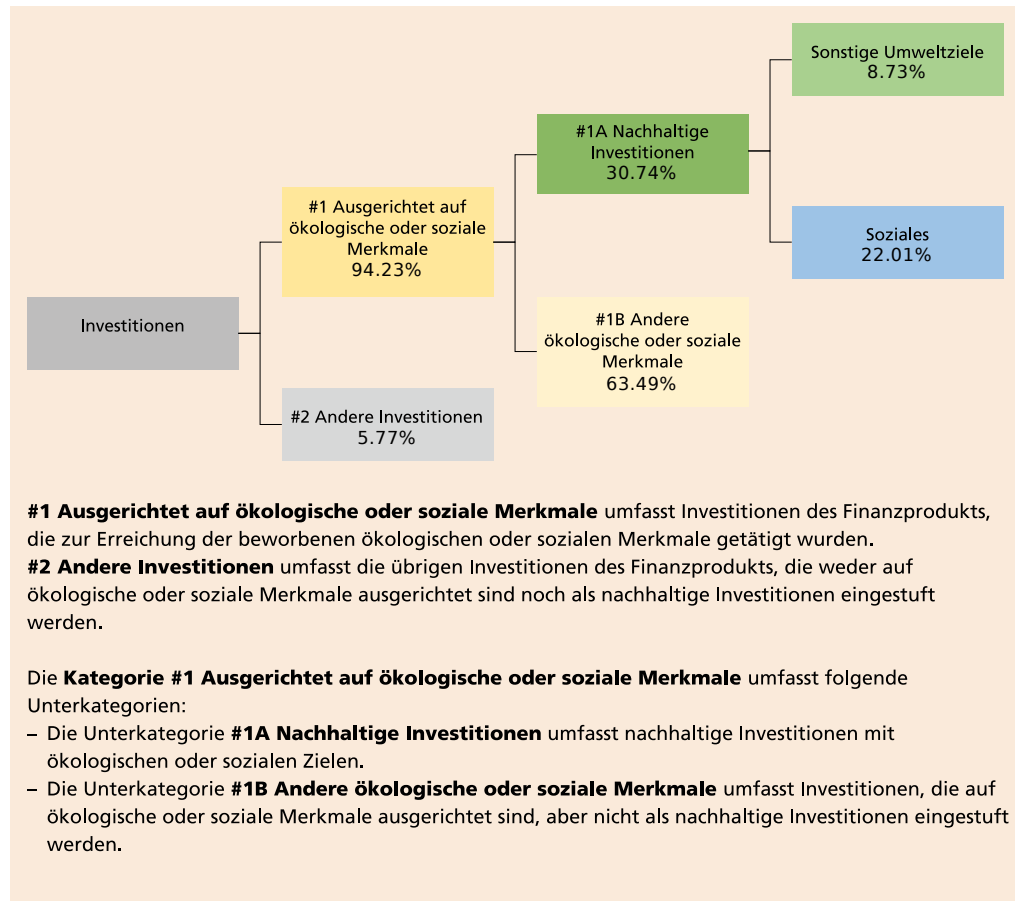 Sonstige Umweltziele
8.73%
#1A Nachhaltige
Investitionen
30.74%
#1 Ausgerichtet auf
ökologische oder soziale
Merkmale
94.23%
Soziales
22.01%
Investitionen
#1B Andere
ökologische oder soziale
Merkmale
63.49%
#2 Andere Investitionen
5.77%
#1 Ausgerichtet auf ökologische oder soziale Merkmale umfasst Investitionen des Finanzprodukts,
die zur Erreichung der beworbenen ökologischen oder sozialen Merkmale getätigt wurden.
#2 Andere Investitionen umfasst die übrigen Investitionen des Finanzprodukts, die weder auf
ökologische oder soziale Merkmale ausgerichtet sind noch als nachhaltige Investitionen eingestuft
werden.
Die Kategorie #1 Ausgerichtet auf ökologische oder soziale Merkmale umfasst folgende
Unterkategorien:
– Die Unterkategorie #1A Nachhaltige Investitionen umfasst nachhaltige Investitionen mit
ökologischen oder sozialen Zielen.
– Die Unterkategorie #1B Andere ökologische oder soziale Merkmale umfasst Investitionen, die auf
ökologische oder soziale Merkmale ausgerichtet sind, aber nicht als nachhaltige Investitionen eingestuft
werden.